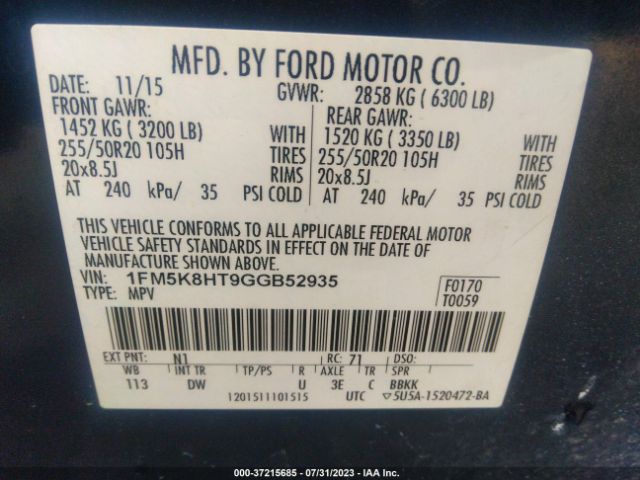 MFD. BY FORD MOTOR CO.
DATE: 11/15 GVWR: 2858 KG ( 6300 LB)
FRONT GAWR: REAR GAWR:
1452 KG ( 3200 LB) WITH 1520 KG ( 3350 LB) WITH
255/50R20 105H TIRES 255/50R20 105H TIRES
20x8.5J RIMS 20x8.5J RIMS
AT 240 kPa/ 35 PSI COLD AT 240 kPa/ 35 PSI COLD
THIS VEHICLE CONFORMS TO ALL APPLICABLE FEDERAL MOTOR
VEHICLE SAFETY STANDARDS IN EFFECT ON THE DATE OF
MANUFACTURE SHOWN ABOVE.
VIN: 1FM5K8HT9GGB52935 F0170
TYPE: MPV T0059
EXT PNT: N1 RC: 71 DSO:
WB INT TR TP/PS R AXLE TR SPR
113 DW U 3E C BBKK
1201511101515 UTC ▽5U5A-1520472-BA
000-37215685 - 07/31/2023 - IAA Inc.